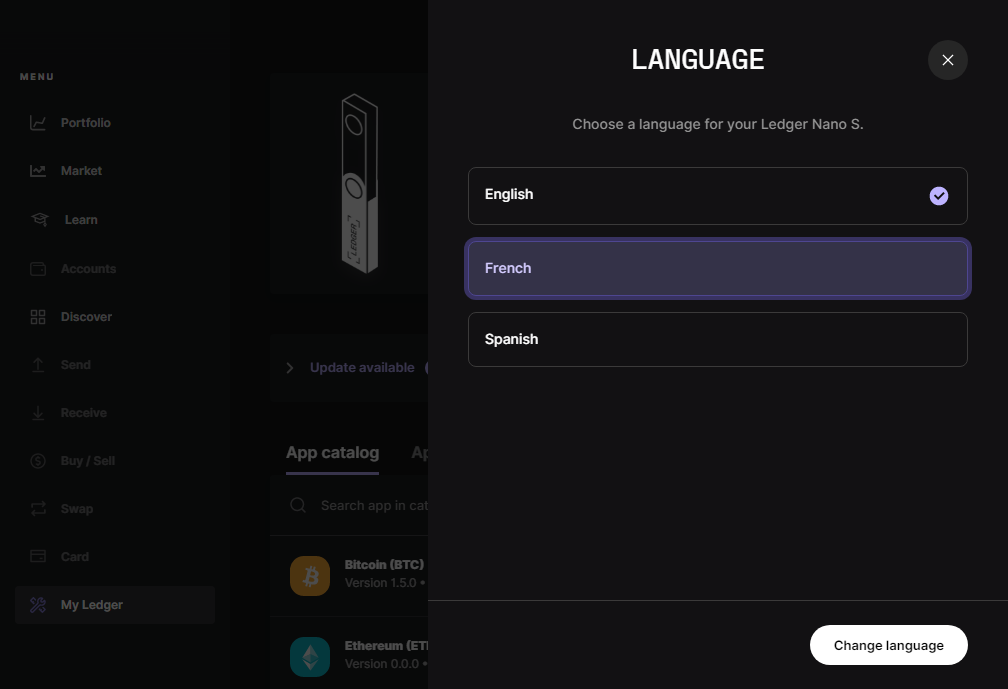 MENU
Portfolio
Market
Learn
Accounts
Discover
Send
Receive
Buy / Sell
Swap
Card
My Ledger
LEDGER
Update available
App catalog
Search app in cat
Bitcoin (BTC)
Version 1.5.0 •
Ethereum (ET
Version 0.0.0 •
LANGUAGE
Choose a language for your Ledger Nano S.
English
French
Spanish
Change language